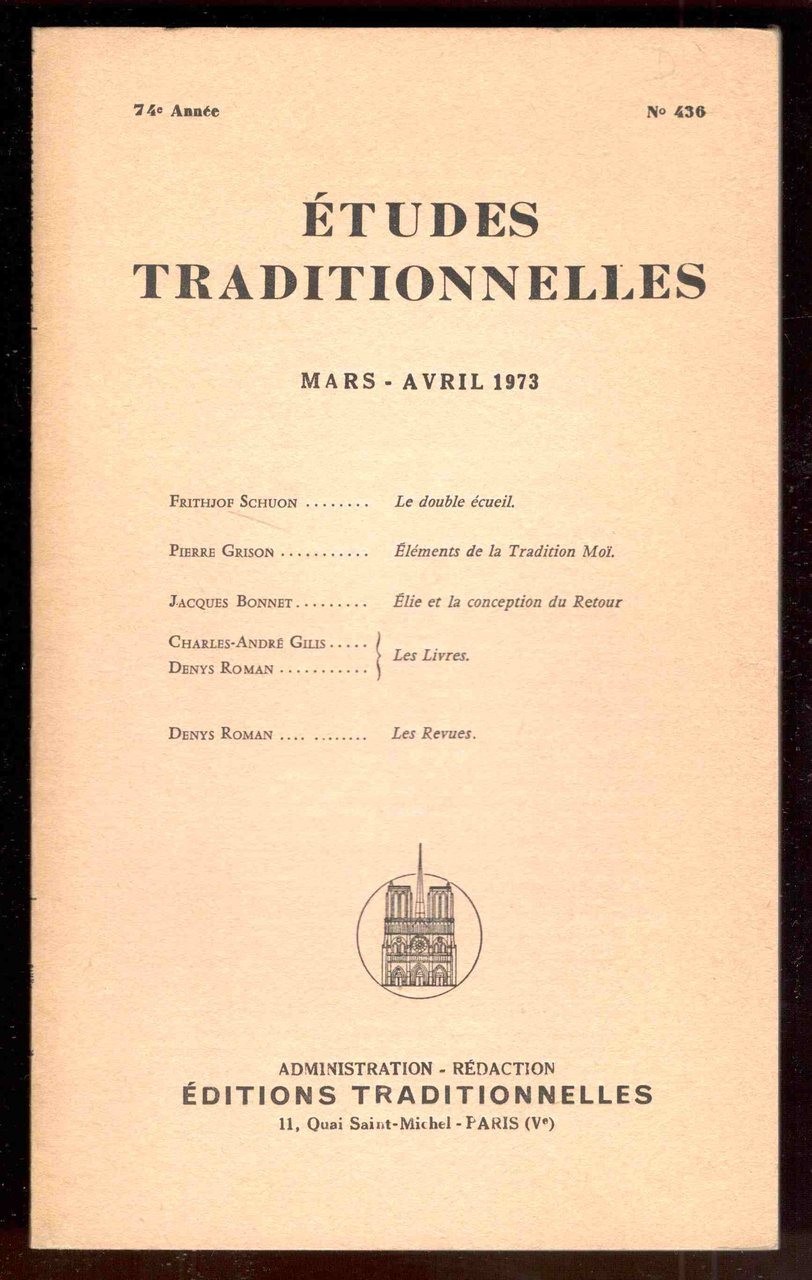 74e Année
No 436
ÉTUDES
TRADITIONNELLES
MARS - AVRIL 1973
FRITHJOF SCHUON ........ Le double écueil.
PIERRE GRISON ........... Éléments de la Tradition Moï.
JACQUES BONNET......... Élie et la conception du Retour
CHARLES-ANDRÉ GILIS .....
DENYS ROMAN ...........
} Les Livres.
DENYS ROMAN .... ........ Les Revues.
ADMINISTRATION - RÉDACTION
ÉDITIONS TRADITIONNELLES
11, Quai Saint-Michel - PARIS (Ve)